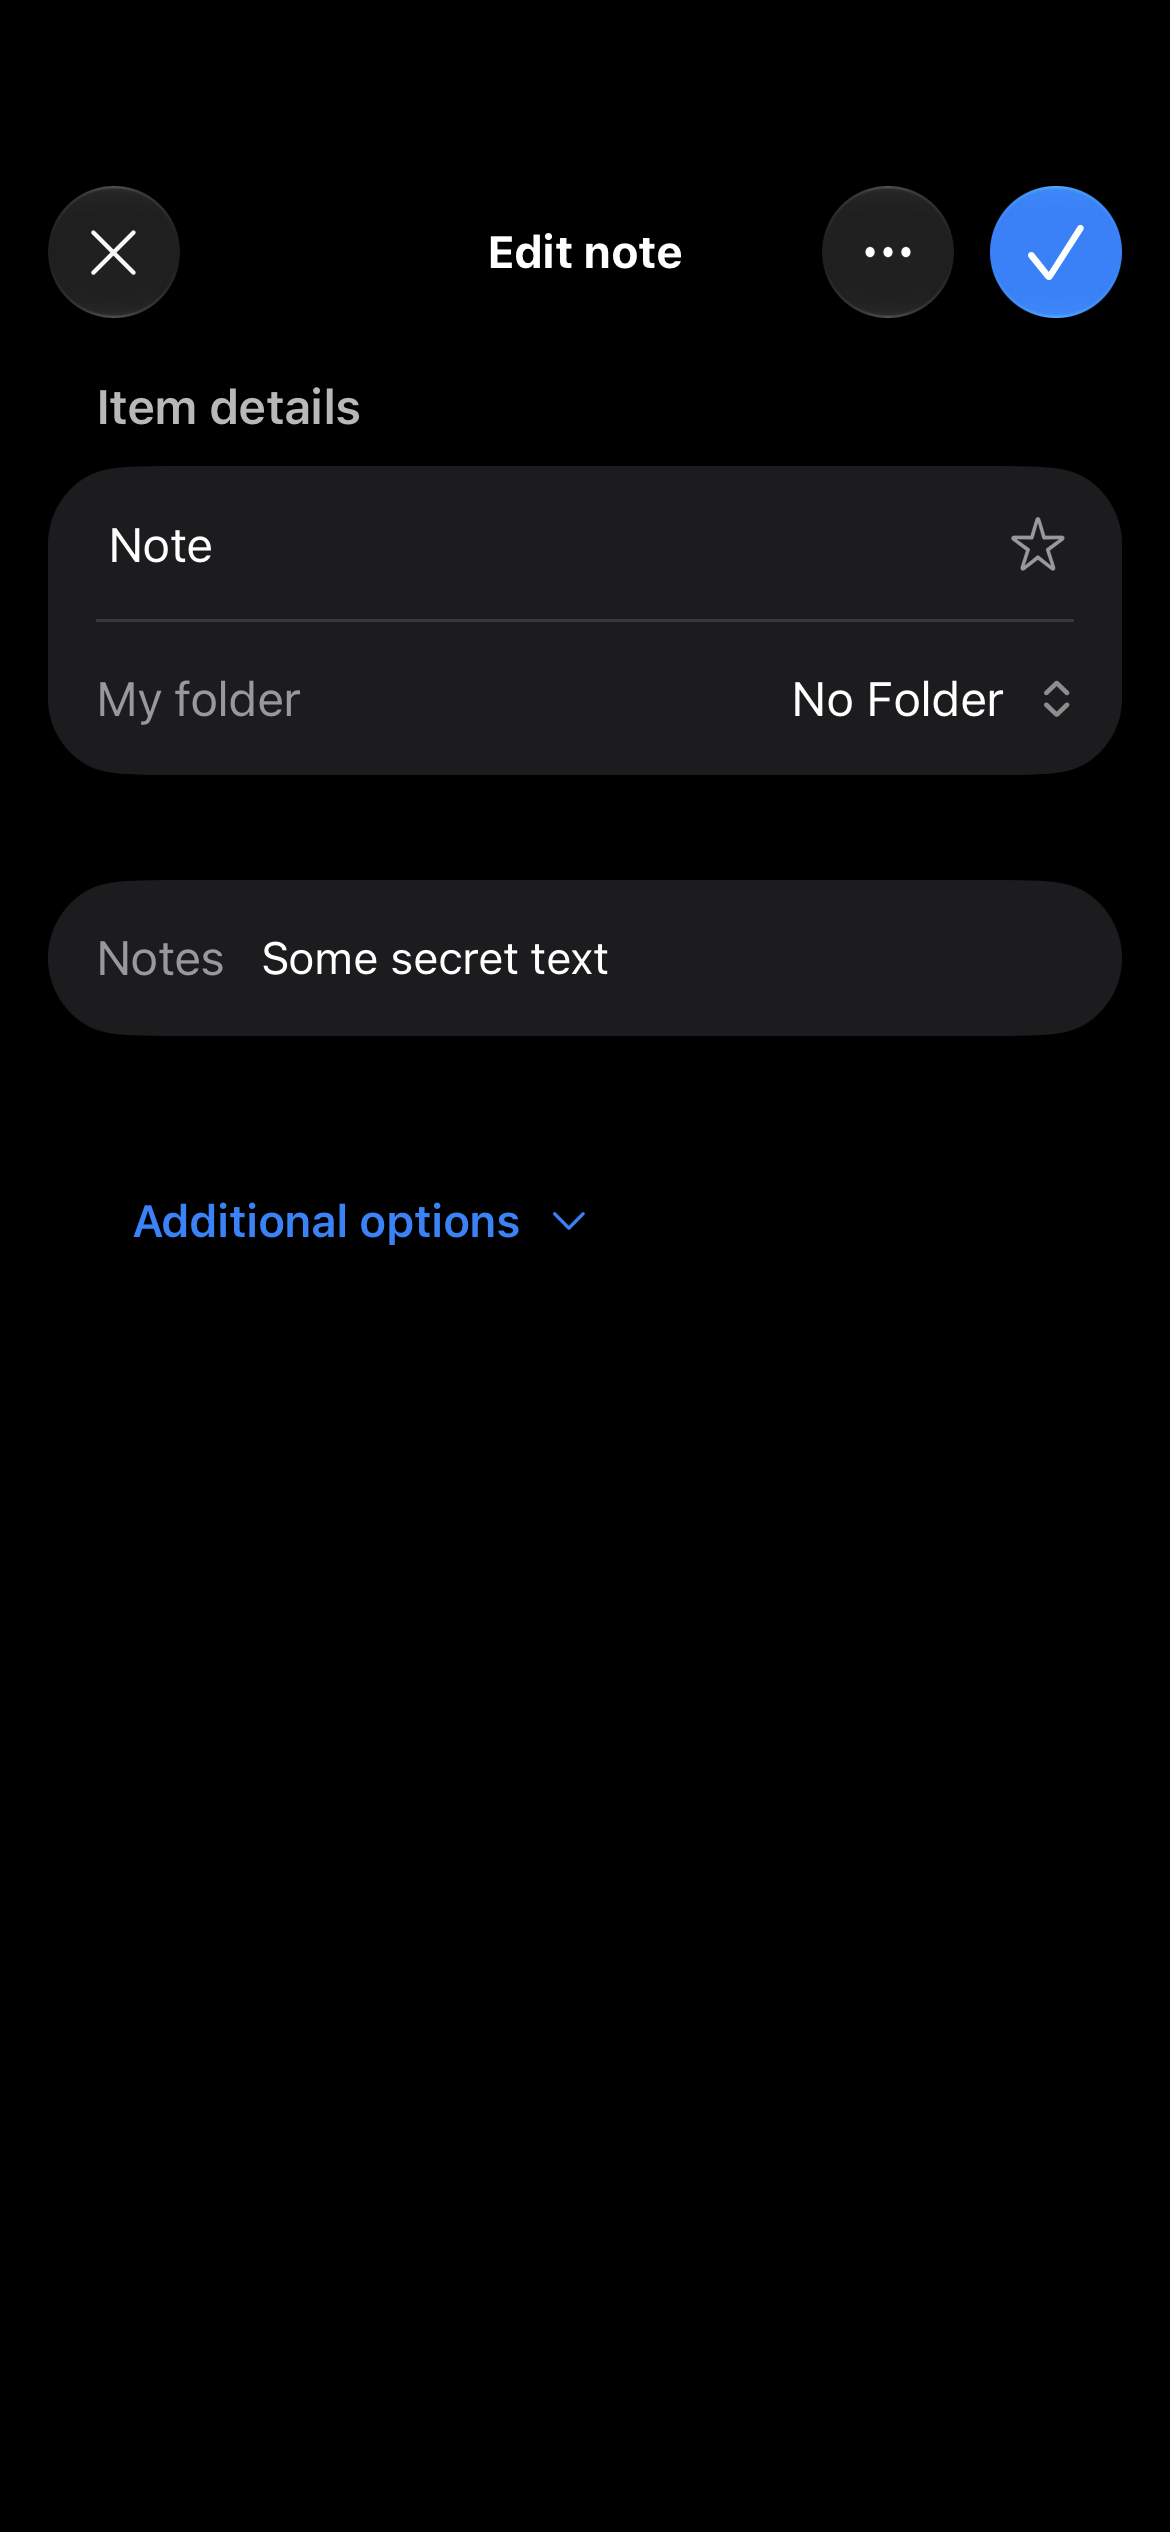 Edit note
Item details
Note
My folder No Folder
Notes Some secret text
Additional options